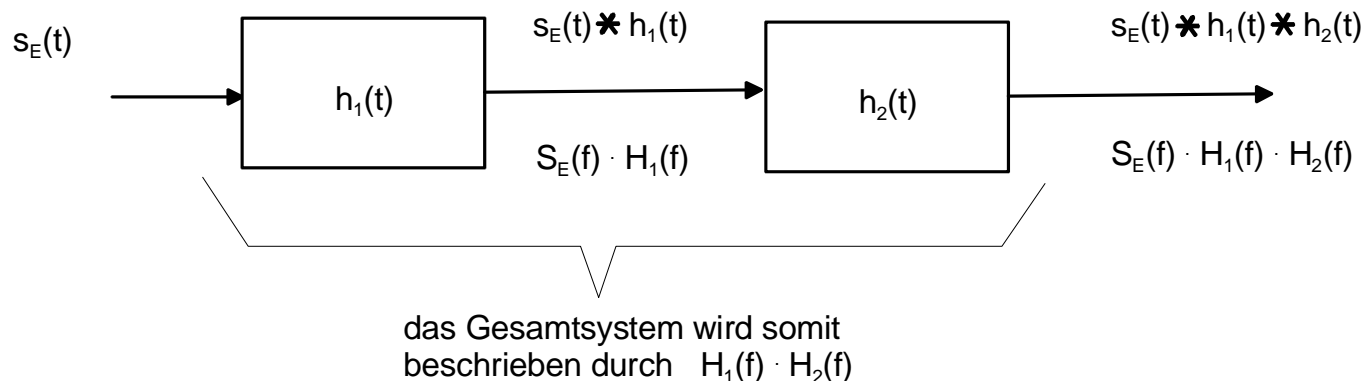 s_E(t)
s_E(t) * h_1(t)
s_E(t) * h_1(t) * h_2(t)
h_1(t)
h_2(t)
S_E(f) · H_1(f)
S_E(f) · H_1(f) · H_2(f)
das Gesamtsystem wird somit
beschrieben durch H_1(f) · H_2(f)